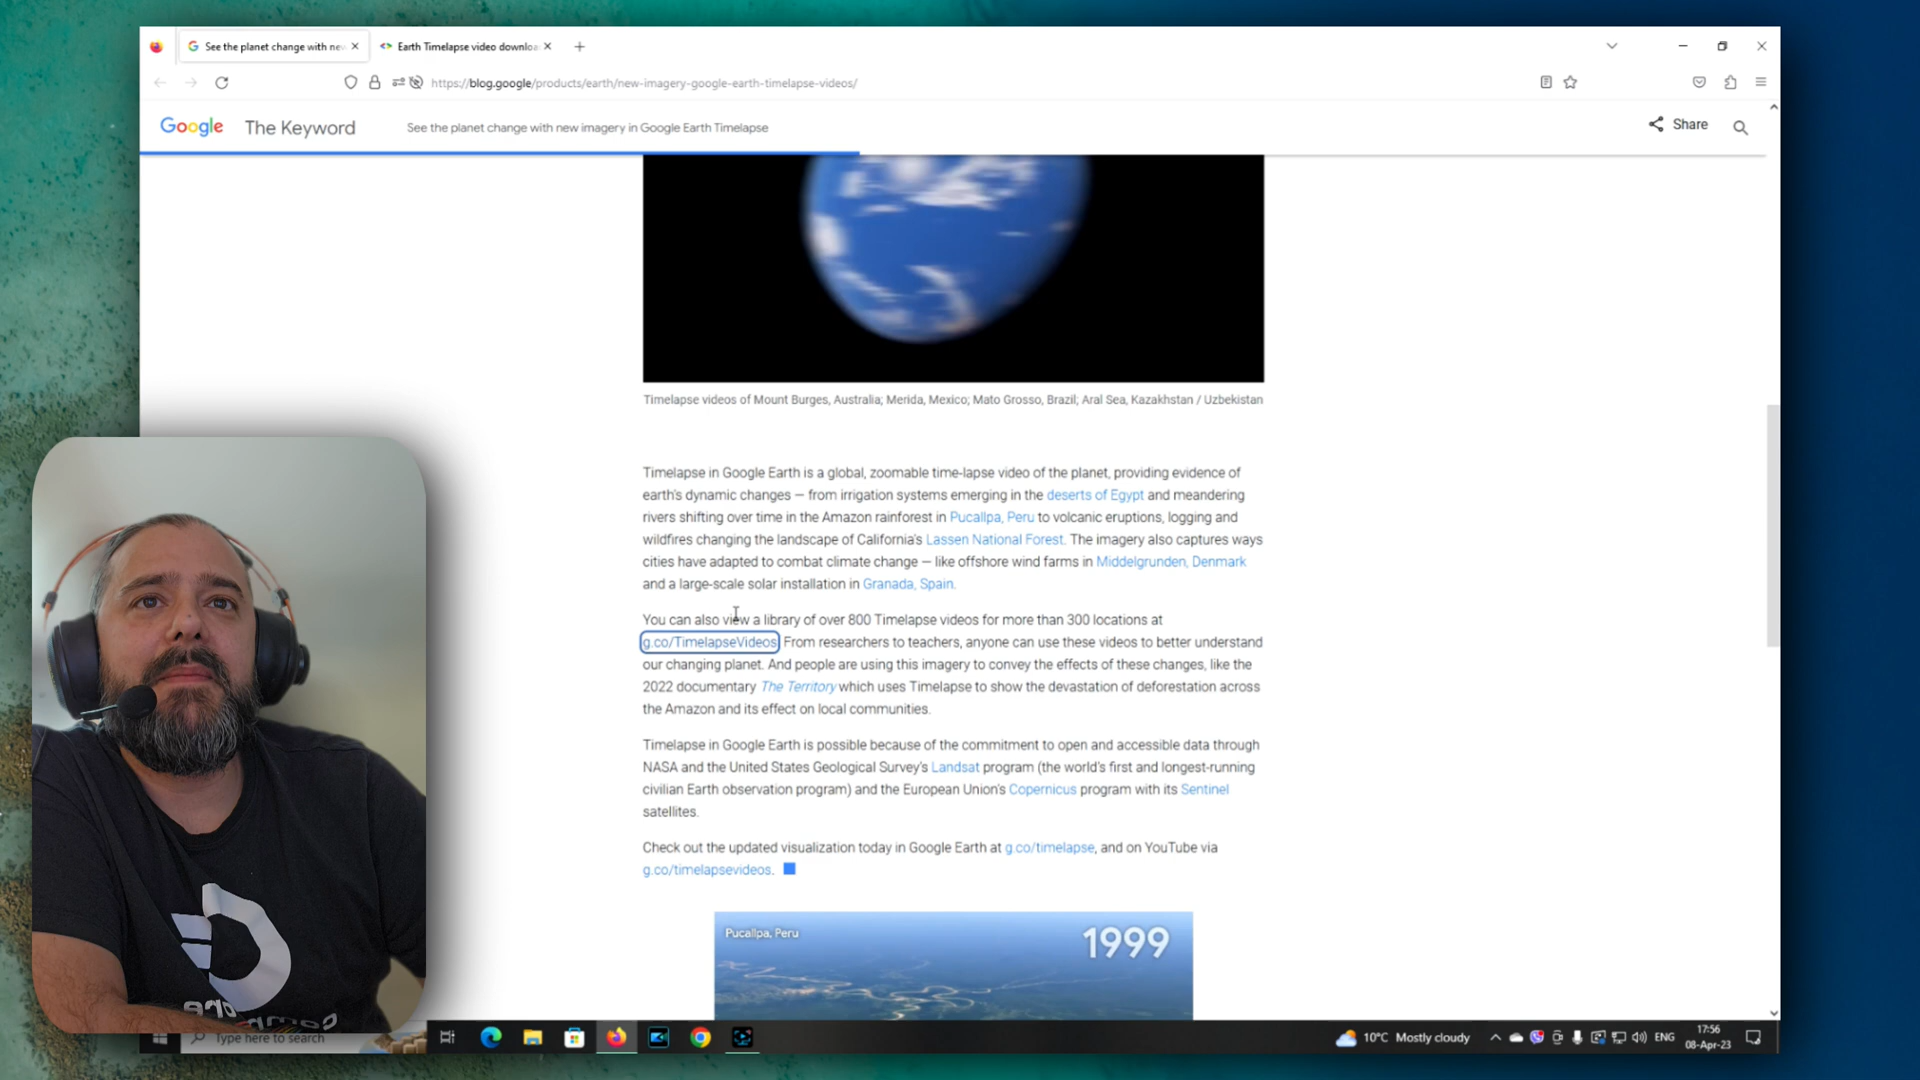 See the planet change with new
Earth Timelapse video downloa
https://blog.google/products/earth/new-imagery-google-earth-timelapse-videos/
Google The Keyword See the planet change with new imagery in Google Earth Timelapse Share
Timelapse videos of Mount Burges, Australia; Merida, Mexico; Mato Grosso, Brazil; Aral Sea, Kazakhstan / Uzbekistan
Timelapse in Google Earth is a global, zoomable time-lapse video of the planet, providing evidence of
earth's dynamic changes — from irrigation systems emerging in the deserts of Egypt and meandering
rivers shifting over time in the Amazon rainforest in Pucallpa, Peru to volcanic eruptions, logging and
wildfires changing the landscape of California's Lassen National Forest. The imagery also captures ways
cities have adapted to combat climate change — like offshore wind farms in Middelgrunden, Denmark
and a large-scale solar installation in Granada, Spain.
You can also view a library of over 800 Timelapse videos for more than 300 locations at
g.co/TimelapseVideos. From researchers to teachers, anyone can use these videos to better understand
our changing planet. And people are using this imagery to convey the effects of these changes, like the
2022 documentary The Territory which uses Timelapse to show the devastation of deforestation across
the Amazon and its effect on local communities.
Timelapse in Google Earth is possible because of the commitment to open and accessible data through
NASA and the United States Geological Survey's Landsat program (the world's first and longest-running
civilian Earth observation program) and the European Union's Copernicus program with its Sentinel
satellites.
Check out the updated visualization today in Google Earth at g.co/timelapse, and on YouTube via
g.co/timelapsevideos.
Pucallpa, Peru 1999
Type here to search
10°C Mostly cloudy
ENG
17:56
08-Apr-23